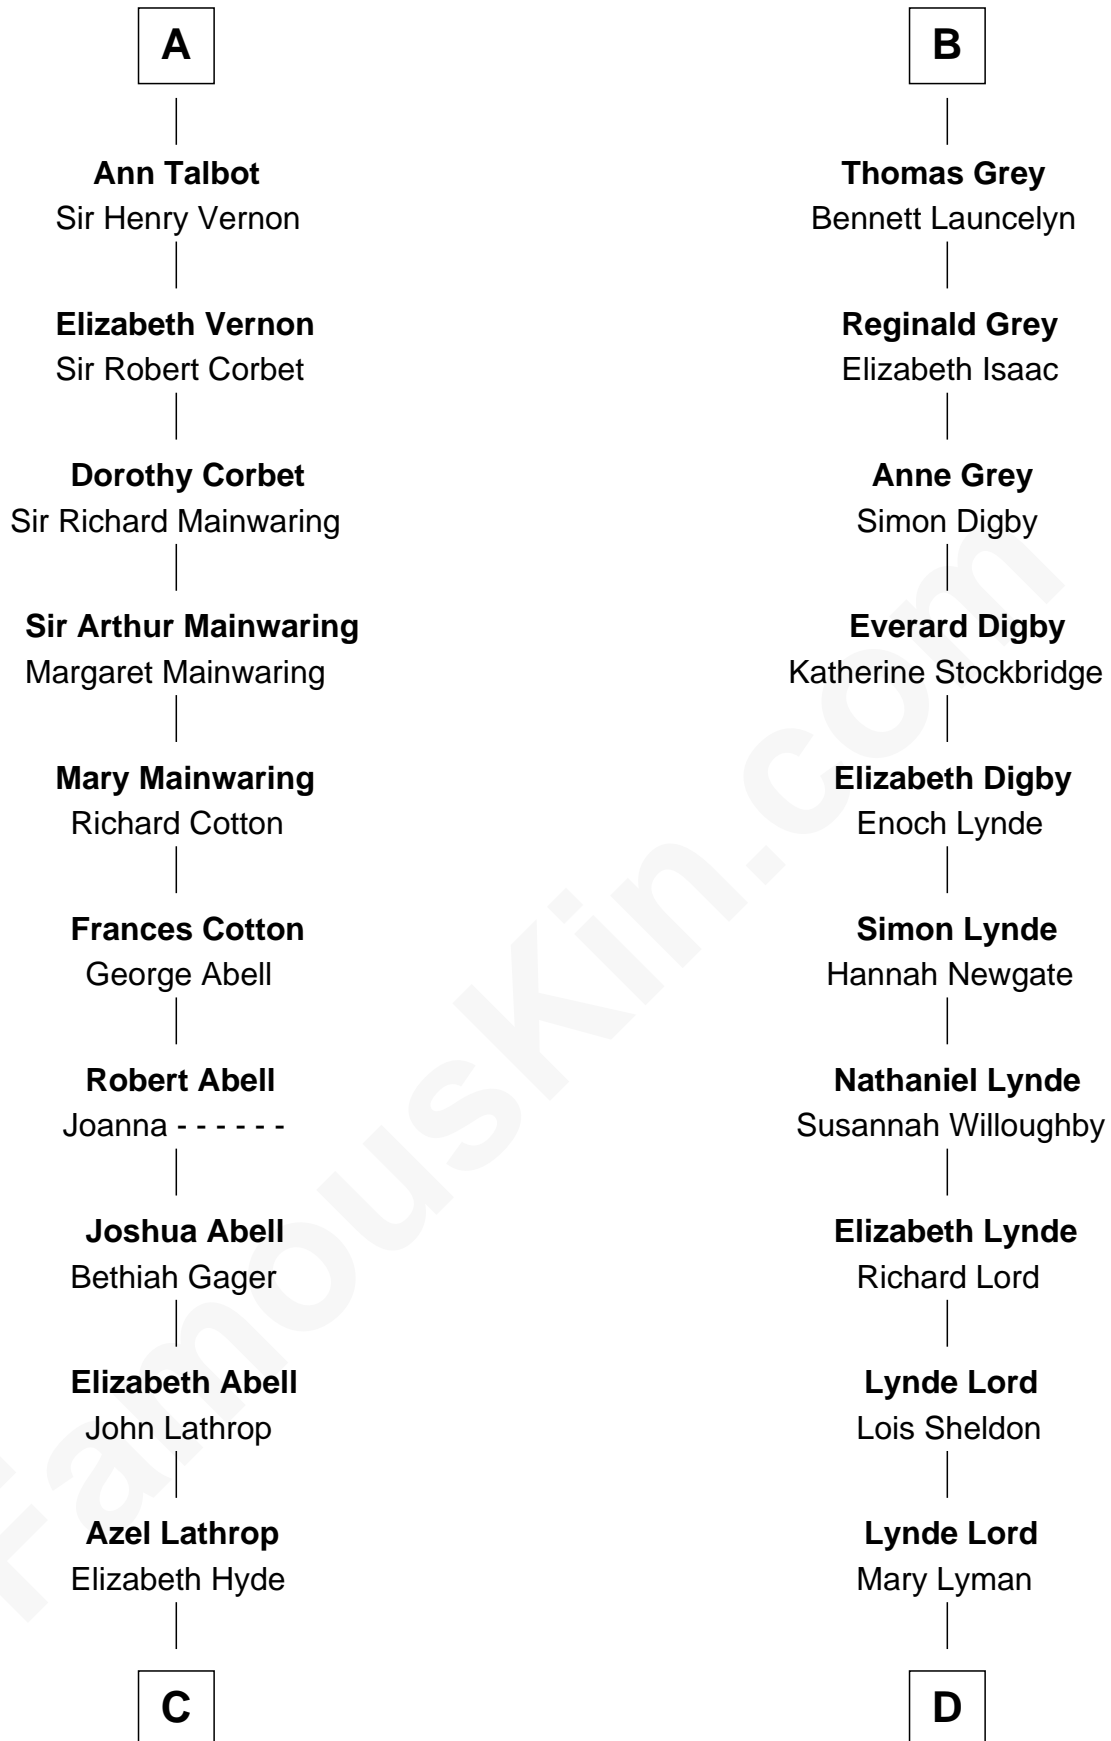 A
Ann Talbot
Sir Henry Vernon
Elizabeth Vernon
Sir Robert Corbet
Dorothy Corbet
Sir Richard Mainwaring
Sir Arthur Mainwaring
Margaret Mainwaring
Mary Mainwaring
Richard Cotton
Frances Cotton
George Abell
Robert Abell
Joanna - - - - - -
Joshua Abell
Bethiah Gager
Elizabeth Abell
John Lathrop
Azel Lathrop
Elizabeth Hyde
C
B
Thomas Grey
Bennett Launcelyn
Reginald Grey
Elizabeth Isaac
Anne Grey
Simon Digby
Everard Digby
Katherine Stockbridge
Elizabeth Digby
Enoch Lynde
Simon Lynde
Hannah Newgate
Nathaniel Lynde
Susannah Willoughby
Elizabeth Lynde
Richard Lord
Lynde Lord
Lois Sheldon
Lynde Lord
Mary Lyman
D
FamousKin.com